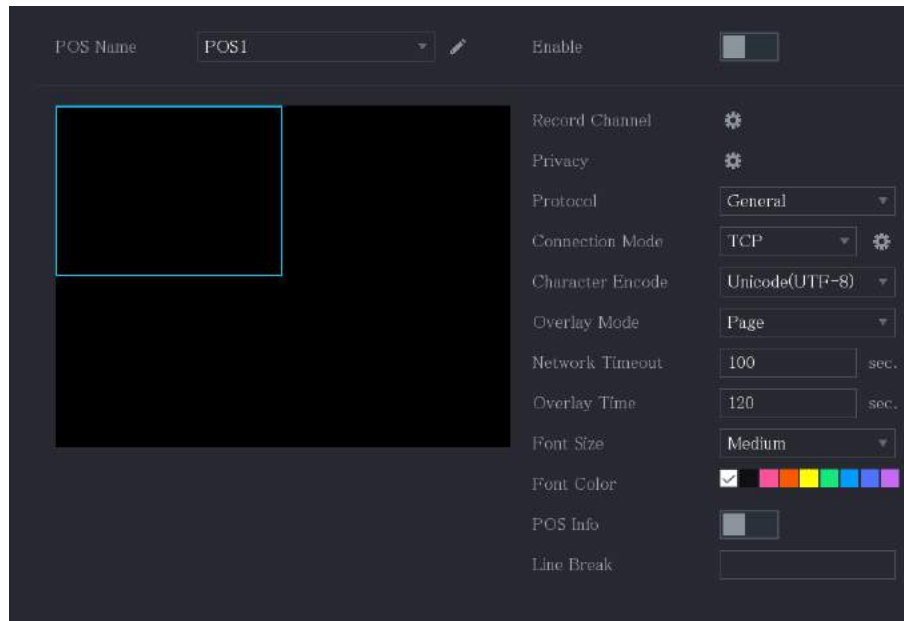 POS Name POS1 Enable
Record Channel
Privacy
Protocol General
Connection Mode TCP
Character Encode Unicode(UTF-8)
Overlay Mode Page
Network Timeout 100 sec.
Overlay Time 120 sec.
Font Size Medium
Font Color
POS Info
Line Break